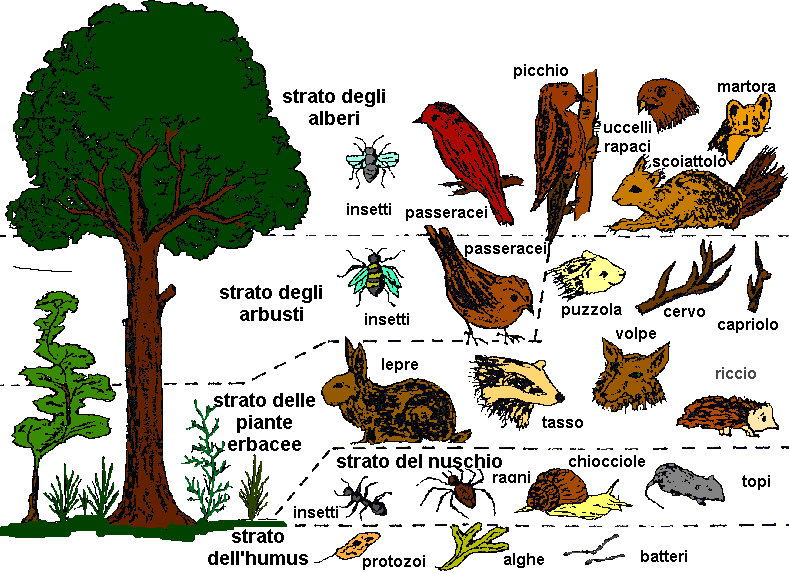 strato degli
alberi
insetti
passeracei
picchio
uccelli
rapaci
martora
scoiattolo
strato degli
arbusti
insetti
passeracei
puzzola
cervo
capriolo
strato delle
piante
erbacee
lepre
tasso
volpe
riccio
strato del nuschio
insetti
ragni
chiocciole
topi
strato
dell'humus
protozoi
alghe
batteri